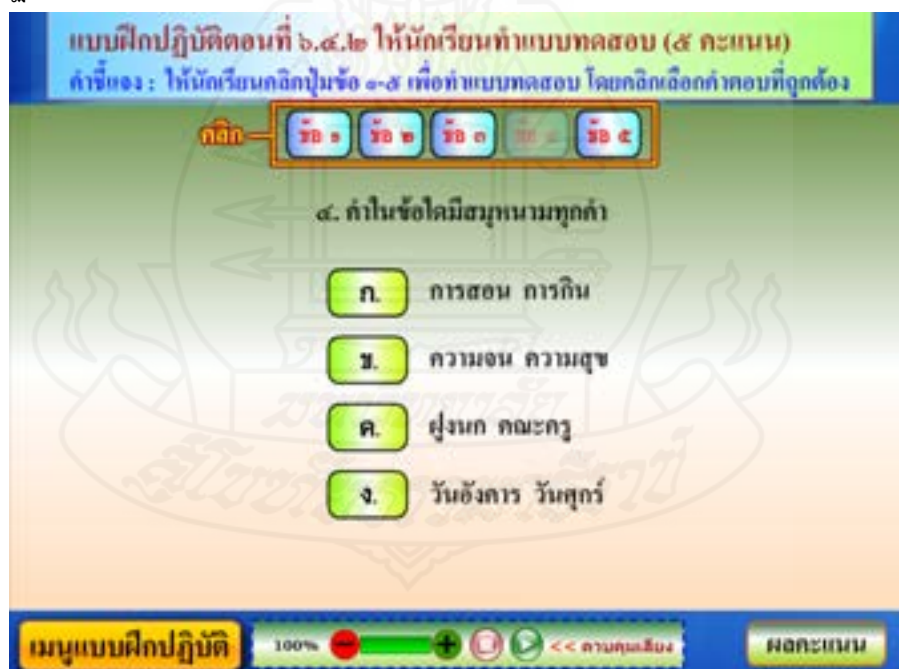 แบบฝึกปฏิบัติตอนที่ ๖.๔.๒ ให้นักเรียนทำแบบทดสอบ (๕ คะแนน)
คำชี้แจง : ให้นักเรียนคลิกปุ่มข้อ ๑-๕ เพื่อทำแบบทดสอบ โดยคลิกเลือกคำตอบที่ถูกต้อง
คลิก ข้อ ๑ ข้อ ๒ ข้อ ๓ ข้อ ๔ ข้อ ๕
๔. คำในข้อใดมีสมุหนามทุกคำ
ก. การสอน การกิน
ข. ความจน ความสุข
ค. ฝูงนก คณะครู
ง. วันอังคาร วันศุกร์
เมนูแบบฝึกปฏิบัติ 100% << ควบคุมเสียง ผลคะแนน